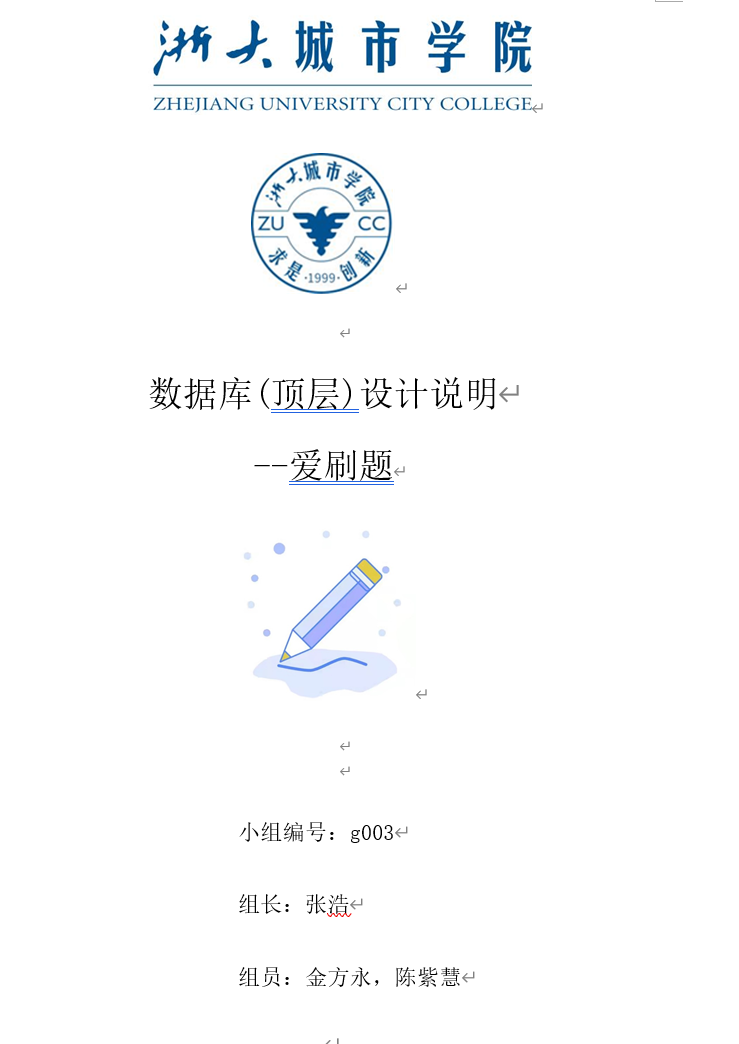 浙大城市学院
ZHEJIANG UNIVERSITY CITY COLLEGE
浙大城市学院
ZU CC
求是·1999·创新
数据库(顶层)设计说明
--爱刷题
小组编号：g003
组长：张浩
组员：金方永，陈紫慧